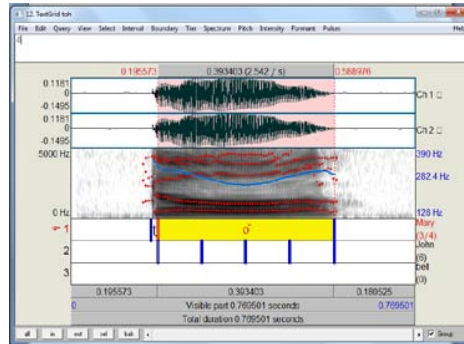 12. TextGrid toh
File Edit Query View Select Interval Boundary Tier Spectrum Pitch Intensity Formant Pulses Help
0.195573 0.393403 (2.542 / s) 0.588976
0.1181
0
-0.1495
Ch 1
0.1181
0
-0.1495
Ch 2
5000 Hz 390 Hz
282.4 Hz
0 Hz 128 Hz
1 Mary
(3/4)
2 John
(6)
3 bell
(0)
0.195573 0.393403 0.180525
0 Visible part 0.769501 seconds 0.769501
Total duration 0.769501 seconds
all in out sel bak Group